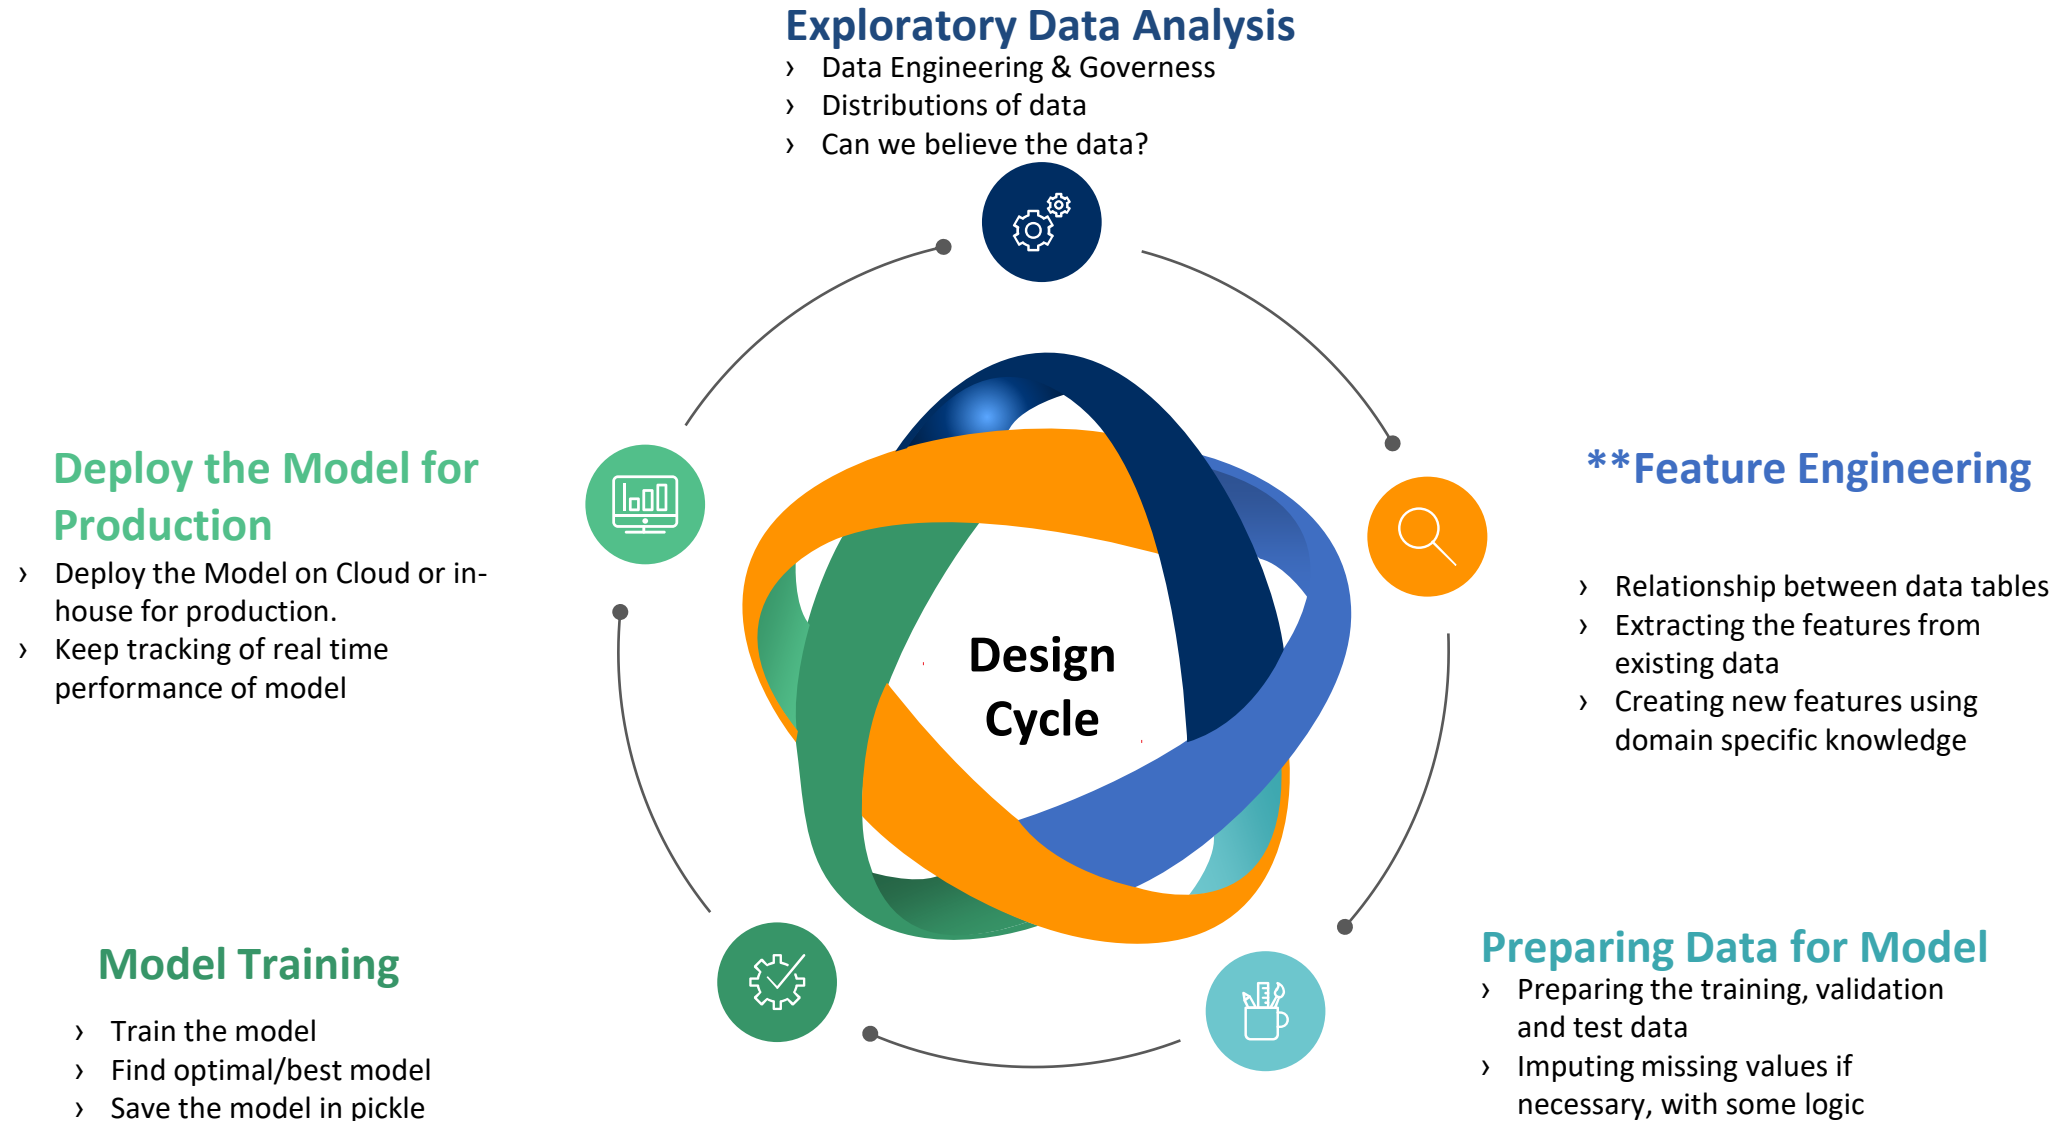 Exploratory Data Analysis
› Data Engineering & Governess
› Distributions of data
› Can we believe the data?
**Feature Engineering
› Relationship between data tables
› Extracting the features from
existing data
› Creating new features using
domain specific knowledge
Preparing Data for Model
› Preparing the training, validation
and test data
› Imputing missing values if
necessary, with some logic
Model Training
› Train the model
› Find optimal/best model
› Save the model in pickle
Deploy the Model for
Production
› Deploy the Model on Cloud or in-
house for production.
› Keep tracking of real time
performance of model
Design
Cycle